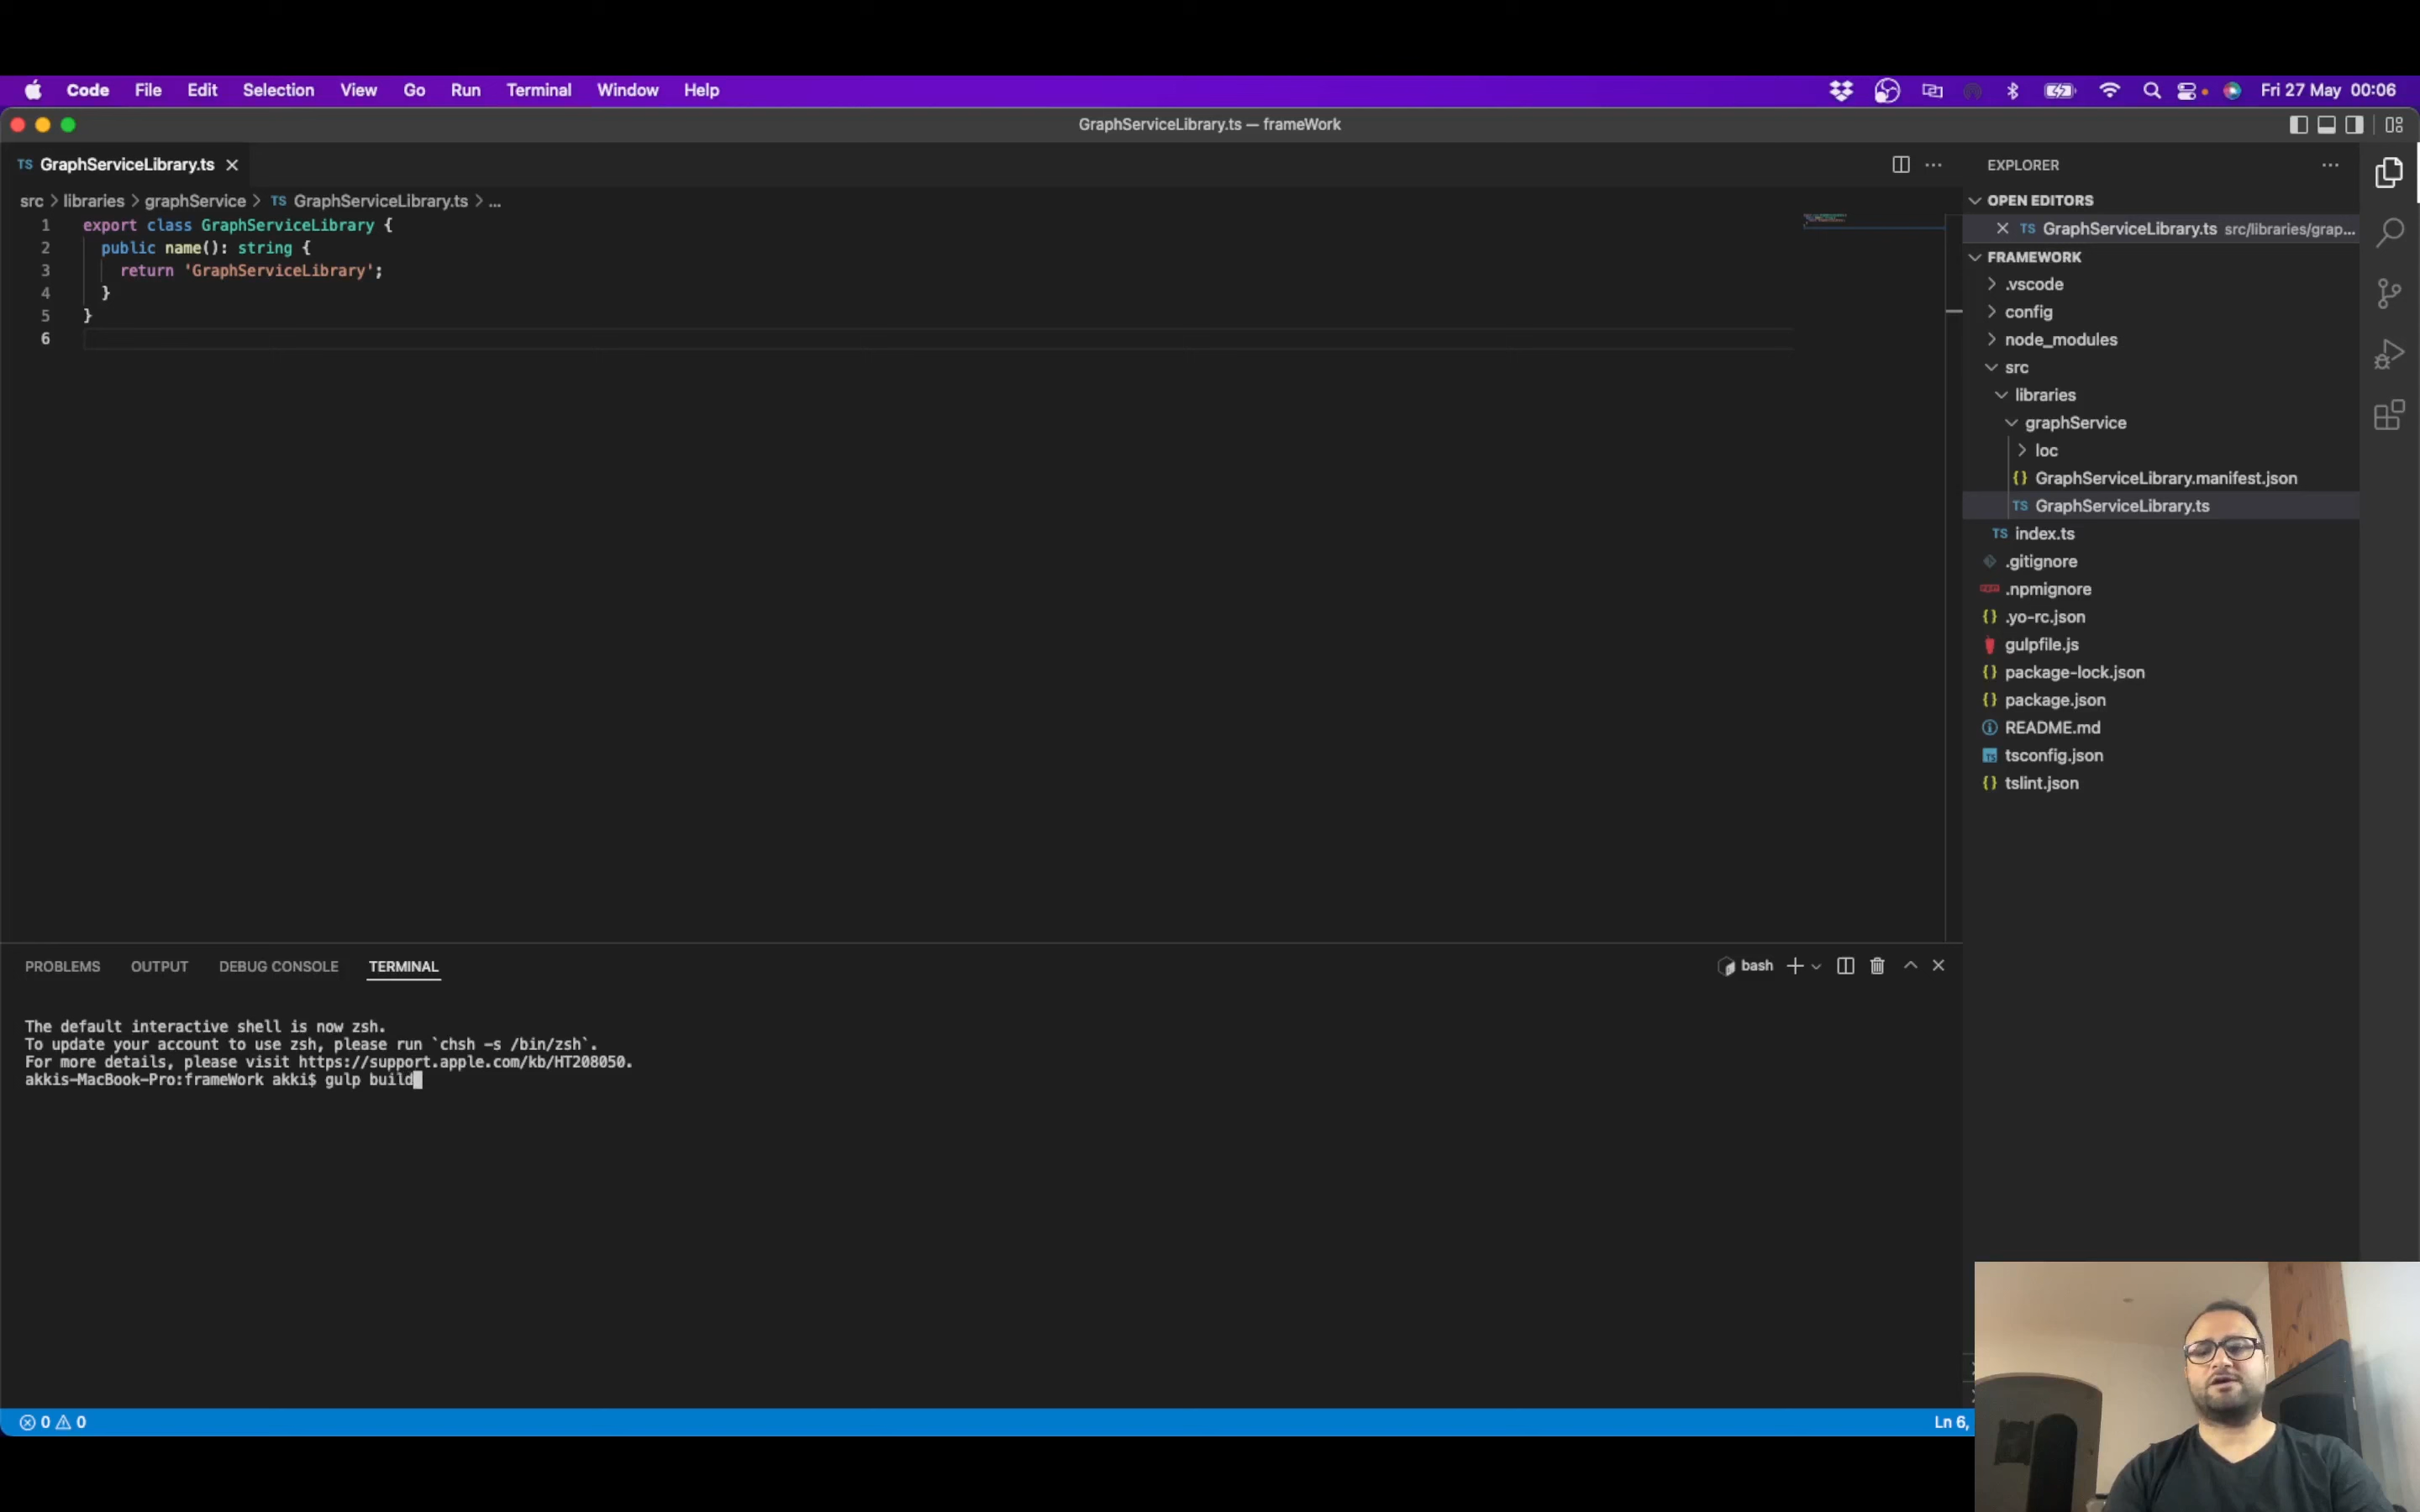 Code File Edit Selection View Go Run Terminal Window Help Fri 27 May 00:06
GraphServiceLibrary.ts — frameWork
TS GraphServiceLibrary.ts
src > libraries > graphService > TS GraphServiceLibrary.ts > ...
1 export class GraphServiceLibrary {
2 public name(): string {
3 return 'GraphServiceLibrary';
4 }
5 }
6
EXPLORER
OPEN EDITORS
TS GraphServiceLibrary.ts src/libraries/grap...
FRAMEWORK
.vscode
config
node_modules
src
libraries
graphService
loc
{} GraphServiceLibrary.manifest.json
TS GraphServiceLibrary.ts
TS index.ts
.gitignore
.npmignore
{} .yo-rc.json
gulpfile.js
{} package-lock.json
{} package.json
README.md
TS tsconfig.json
{} tslint.json
PROBLEMS OUTPUT DEBUG CONSOLE TERMINAL bash
The default interactive shell is now zsh.
To update your account to use zsh, please run `chsh -s /bin/zsh`.
For more details, please visit https://support.apple.com/kb/HT208050.
akkis-MacBook-Pro:frameWork akki$ gulp build
0 0 Ln 6,